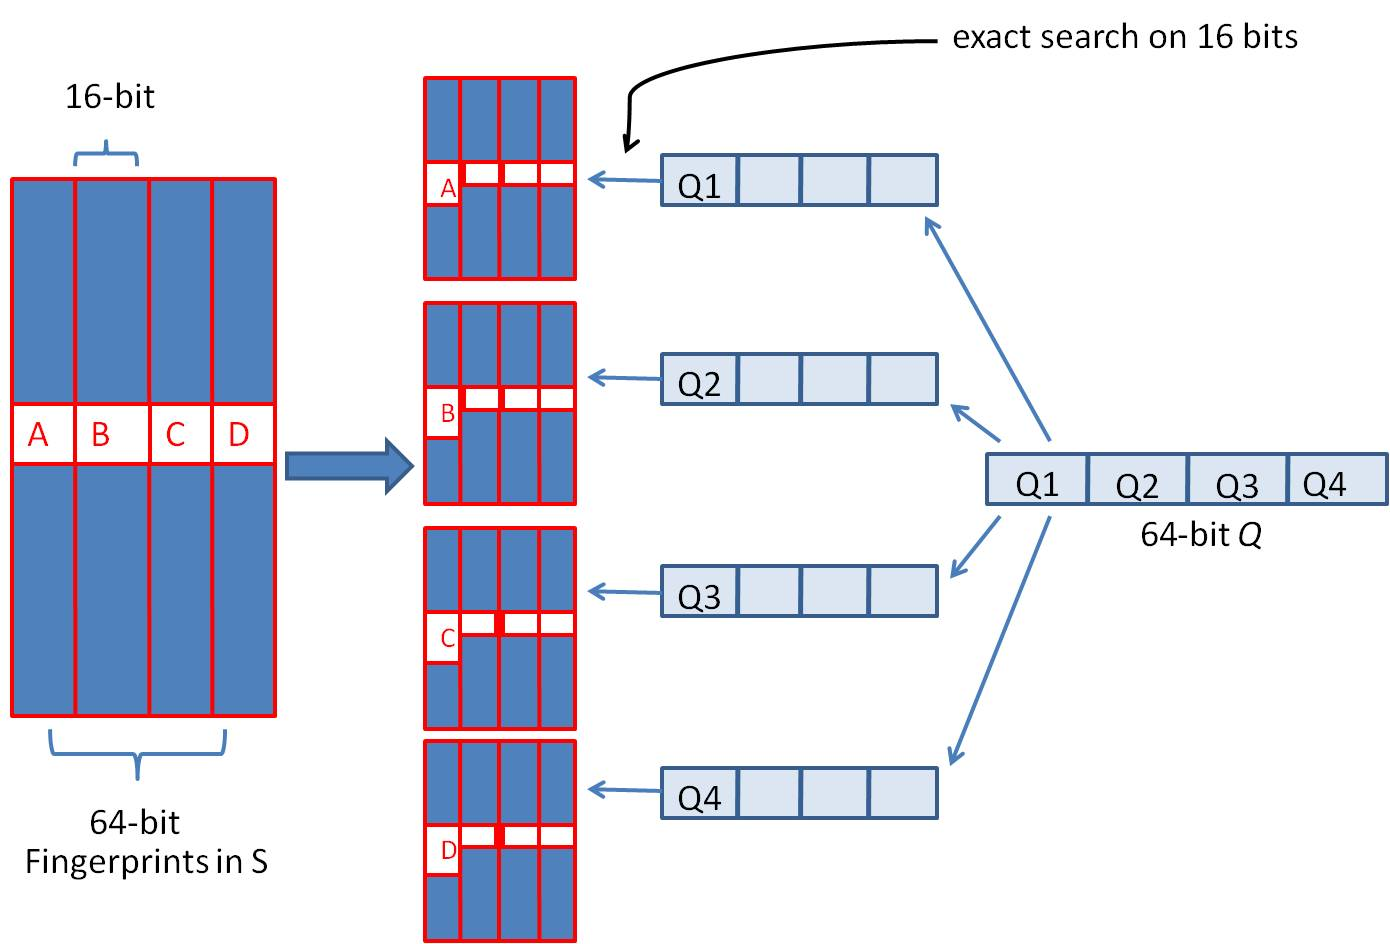 exact search on 16 bits
16-bit
A
Q1
B
Q2
A B C D
Q1 Q2 Q3 Q4
64-bit Q
C
Q3
D
Q4
64-bit
Fingerprints in S